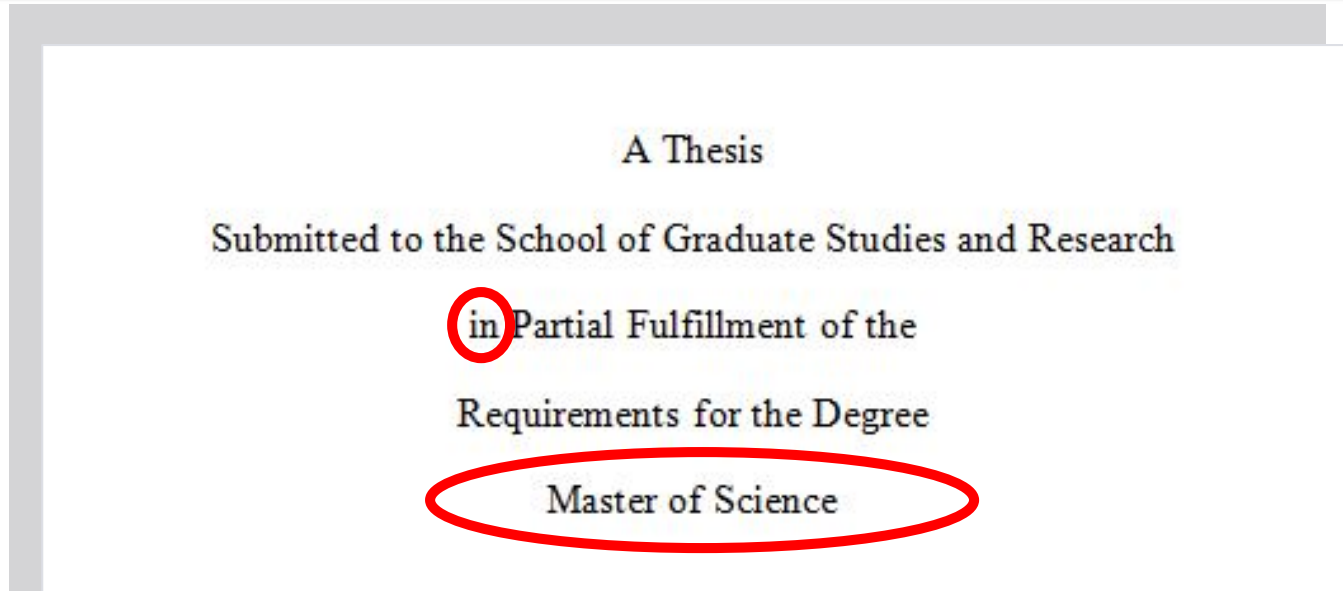 A Thesis
Submitted to the School of Graduate Studies and Research
in Partial Fulfillment of the
Requirements for the Degree
Master of Science